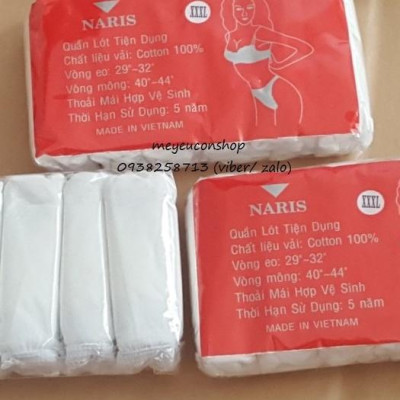 NARIS
XXXL
Quần Lót Tiện Dụng
Chất liệu vải: Cotton 100%
Vòng eo: 29"-32"
Vòng mông: 40"-44"
Thoải Mái Hợp Vệ Sinh
Thời Hạn Sử Dụng: 5 năm
MADE IN VIETNAM
meyeuconshop
0938258713 (viber/ zalo)
NARIS
XXXL
Quần Lót Tiện Dụng
Chất liệu vải: Cotton 100%
Vòng eo: 29"-32"
Vòng mông: 40"-44"
Thoải Mái Hợp Vệ Sinh
Thời Hạn Sử Dụng: 5 năm
MADE IN VIETNAM